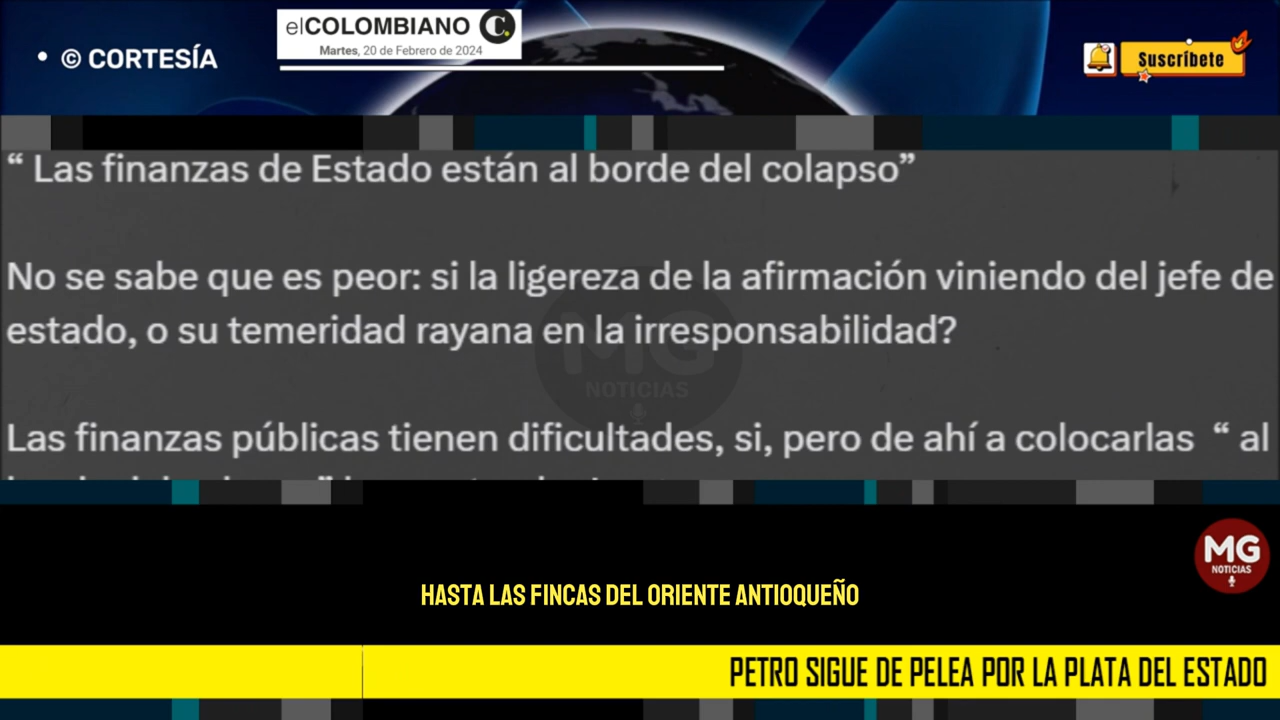 • © CORTESÍA
elCOLOMBIANO C.
Martes, 20 de Febrero de 2024
Suscríbete
“ Las finanzas de Estado están al borde del colapso”
No se sabe que es peor: si la ligereza de la afirmación viniendo del jefe de
estado, o su temeridad rayana en la irresponsabilidad?
MG
NOTICIAS
Las finanzas públicas tienen dificultades, si, pero de ahí a colocarlas “ al
MG
NOTICIAS
HASTA LAS FINCAS DEL ORIENTE ANTIOQUEÑO
PETRO SIGUE DE PELEA POR LA PLATA DEL ESTADO